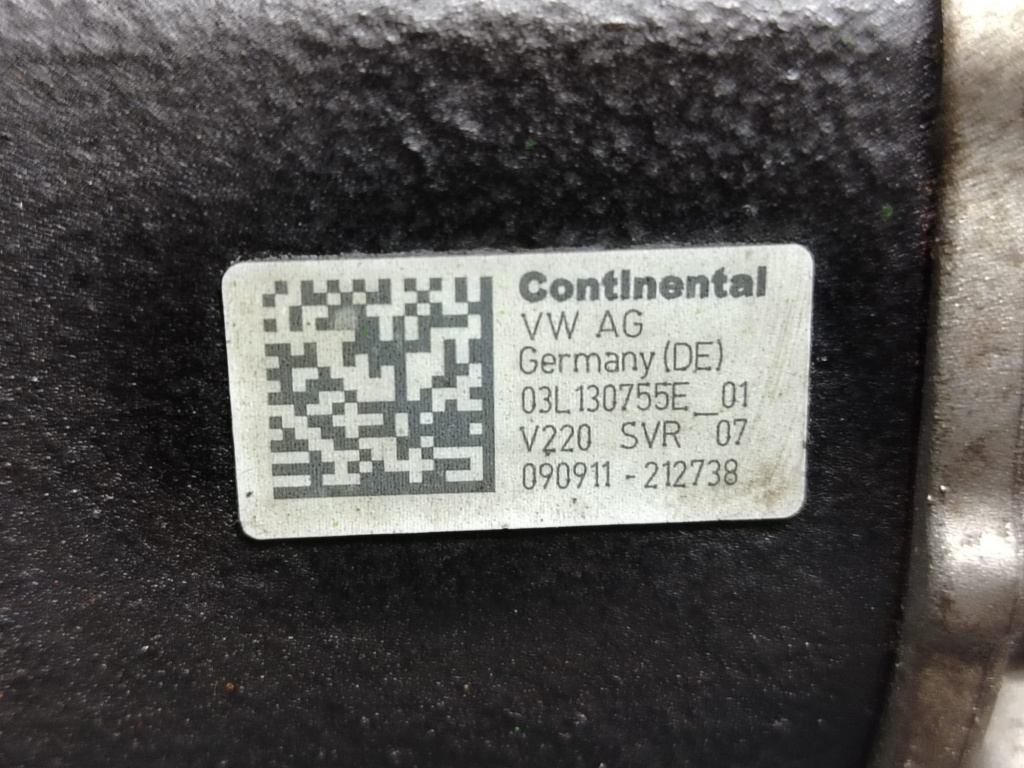 Continental
VW AG
Germany (DE)
03L130755E_01
V220 SVR 07
090911 - 212738